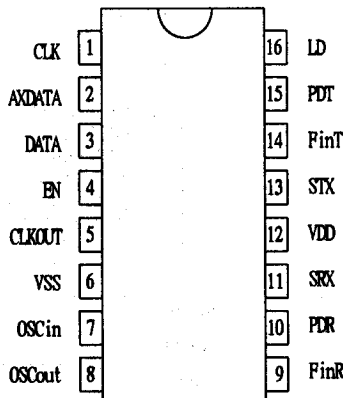 CLK 1 16 LD
AXDATA 2 15 PDT
DATA 3 14 FinT
EN 4 13 STX
CLKOUT 5 12 VDD
VSS 6 11 SRX
OSCin 7 10 PDR
OSCout 8 9 FinR